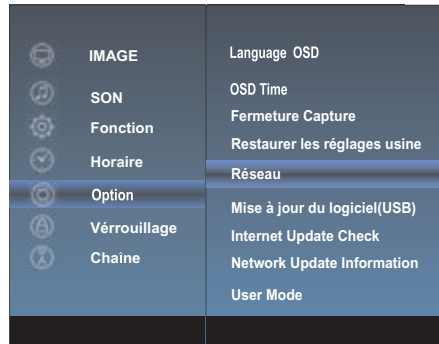 IMAGE
SON
Fonction
Horaire
Option
Vérrouillage
Chaîne
Language OSD
OSD Time
Fermeture Capture
Restaurer les réglages usine
Réseau
Mise à jour du logiciel(USB)
Internet Update Check
Network Update Information
User Mode